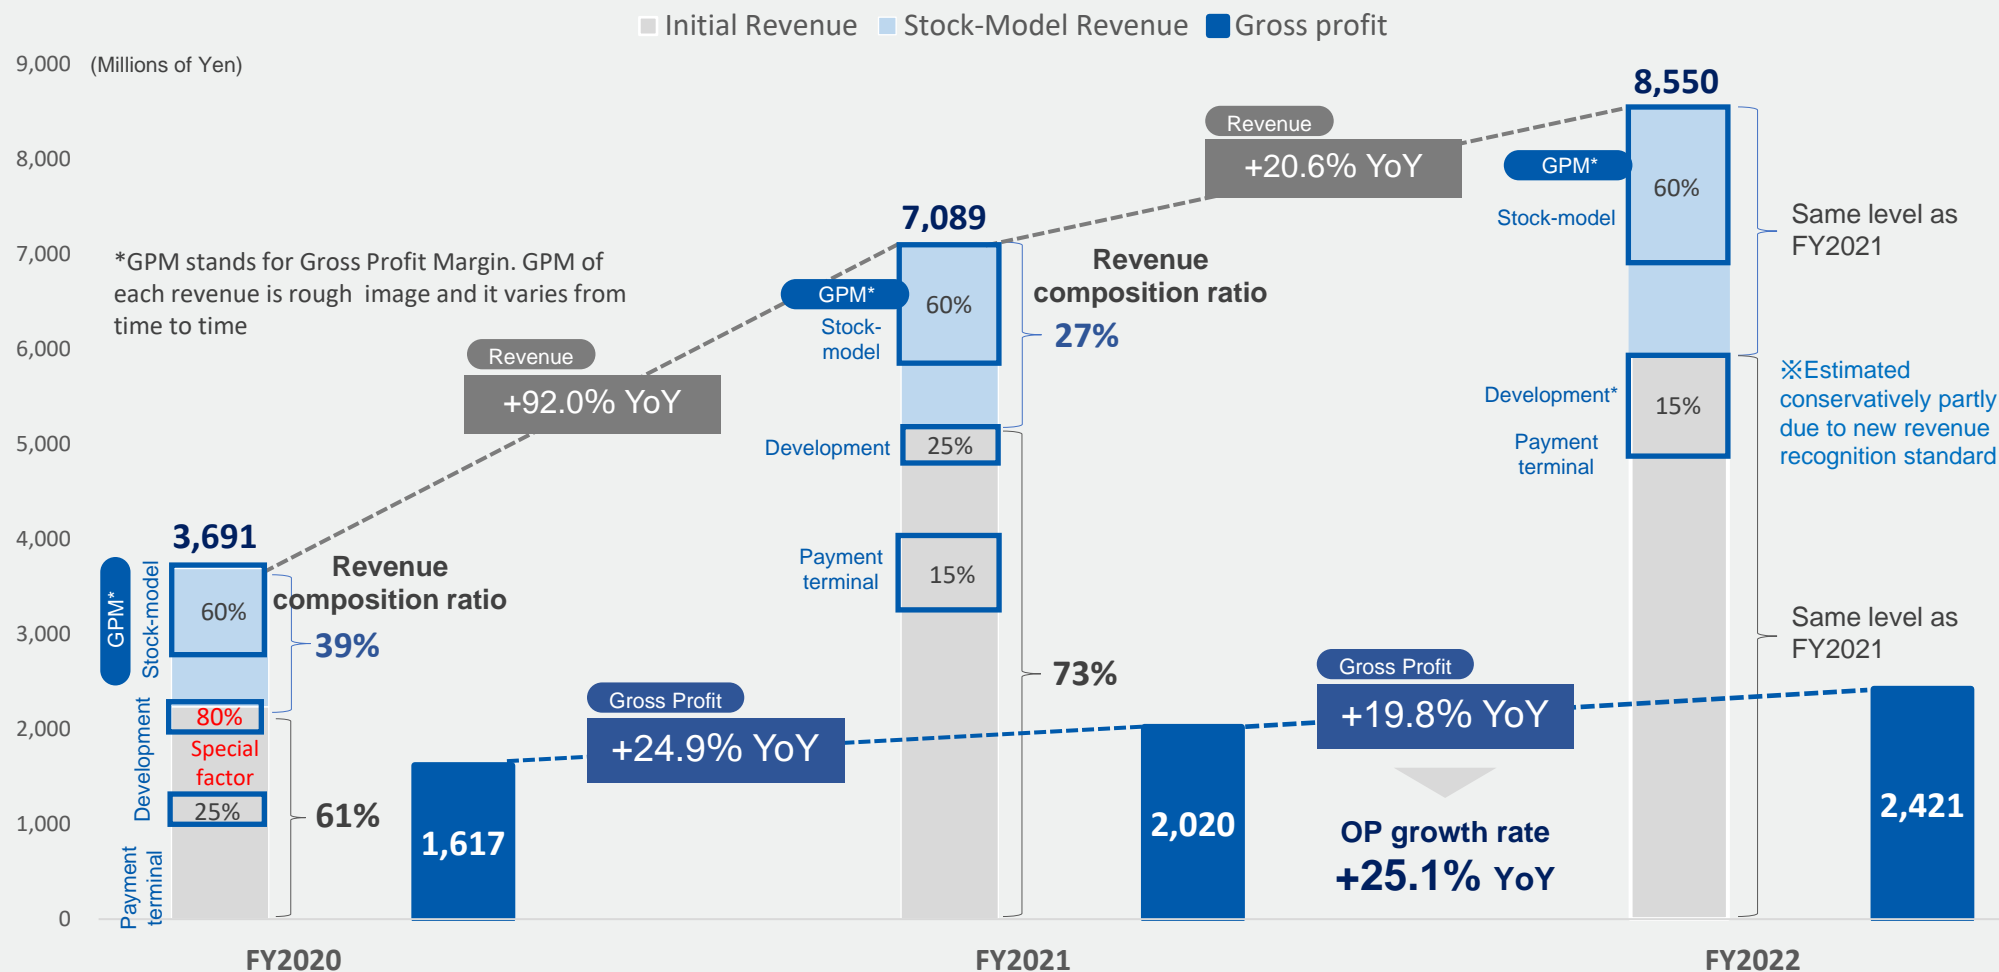 Initial Revenue
Stock-Model Revenue
Gross profit
9,000
(Millions of Yen)
8,000
7,000
6,000
5,000
4,000
3,000
2,000
1,000
0
*GPM stands for Gross Profit Margin. GPM of
each revenue is rough image and it varies from
time to time
3,691
GPM*
Stock-model
60%
Revenue
composition ratio
39%
Development
80%
Special
factor
25%
61%
Payment
terminal
1,617
FY2020
Revenue
+92.0% YoY
Gross Profit
+24.9% YoY
7,089
GPM*
Stock-
model
60%
Revenue
composition ratio
27%
Development
25%
Payment
terminal
15%
73%
2,020
FY2021
Revenue
+20.6% YoY
Gross Profit
+19.8% YoY
OP growth rate
+25.1% YoY
8,550
GPM*
Stock-model
60%
Same level as
FY2021
Development*
15%
Payment
terminal
※Estimated
conservatively partly
due to new revenue
recognition standard
Same level as
FY2021
2,421
FY2022